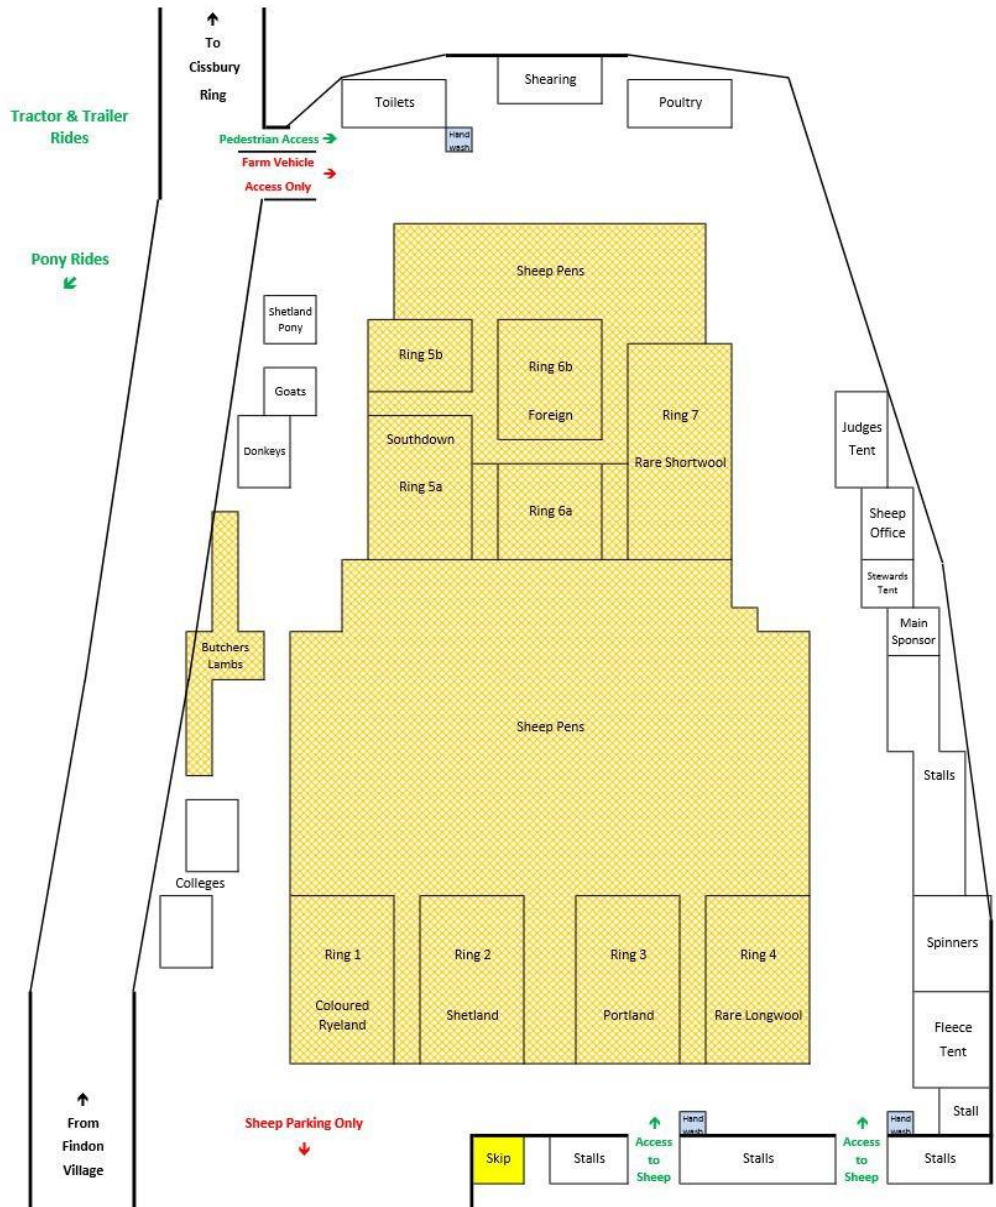 To
Cissbury
Ring
Shearing
Toilets
Poultry
Tractor & Trailer
Rides
Pedestrian Access
Hand
wash
Farm Vehicle
Access Only
Pony Rides
Sheep Pens
Shetland
Pony
Ring 5b
Ring 6b
Foreign
Goats
Ring 7
Rare Shortwool
Judges
Tent
Donkeys
Southdown
Ring 5a
Ring 6a
Sheep
Office
Stewards
Tent
Main
Sponsor
Butchers
Lambs
Sheep Pens
Stalls
Colleges
Ring 1
Coloured
Ryeland
Ring 2
Shetland
Ring 3
Portland
Ring 4
Rare Longwool
Spinners
Fleece
Tent
From
Findon
Village
Sheep Parking Only
Hand
wash
Hand
wash
Stall
Skip
Stalls
Access
to
Sheep
Stalls
Access
to
Sheep
Stalls